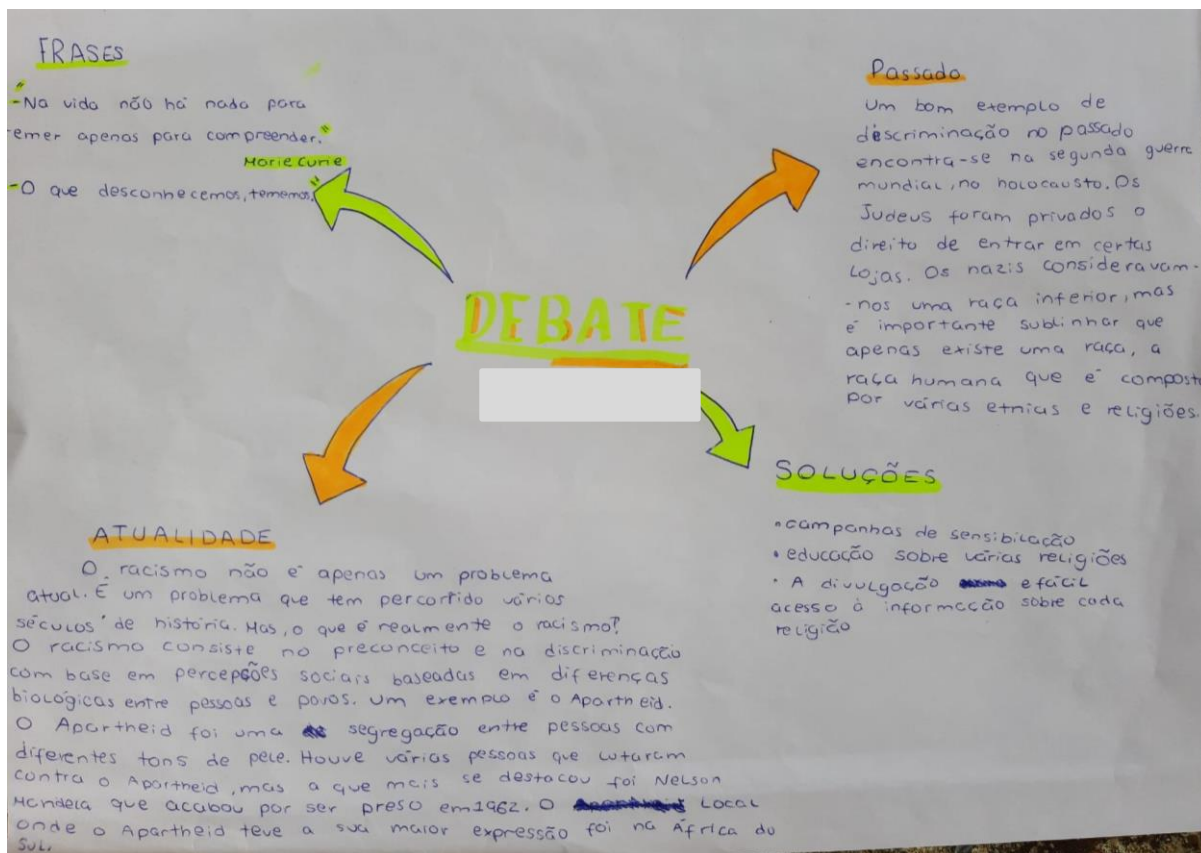 FRASES
"-Na vida não há nada para
temer apenas para compreender."
Marie Curie
-O que desconhecemos, tememos."
Passado
Um bom exemplo de
discriminação no passado
encontra-se na segunda guerra
mundial, no holocausto. Os
Judeus foram privados o
direito de entrar em certas
Lojas. Os nazis consideravam-
-nos uma raça inferior, mas
é importante sublinhar que
apenas existe uma raça, a
raça humana que é composta
por várias etnias e religiões.
DEBATE
SOLUÇÕES
• campanhas de sensibilação
• educação sobre várias religiões
• A divulgação e fácil
acesso à informação sobre cada
religião
ATUALIDADE
O racismo não é apenas um problema
atual. É um problema que tem percorrido vários
séculos de história. Mas, o que é realmente o racismo?
O racismo consiste no preconceito e na discriminação
com base em percepções sociais baseadas em diferenças
biológicas entre pessoas e povos. Um exemplo é o Apartheid.
O Apartheid foi uma segregação entre pessoas com
diferentes tons de pele. Houve várias pessoas que lutaram
contra o Apartheid, mas a que mais se destacou foi Nelson
Mandela que acabou por ser preso em 1962. O Local
onde o Apartheid teve a sua maior expressão foi na África do
Sul.